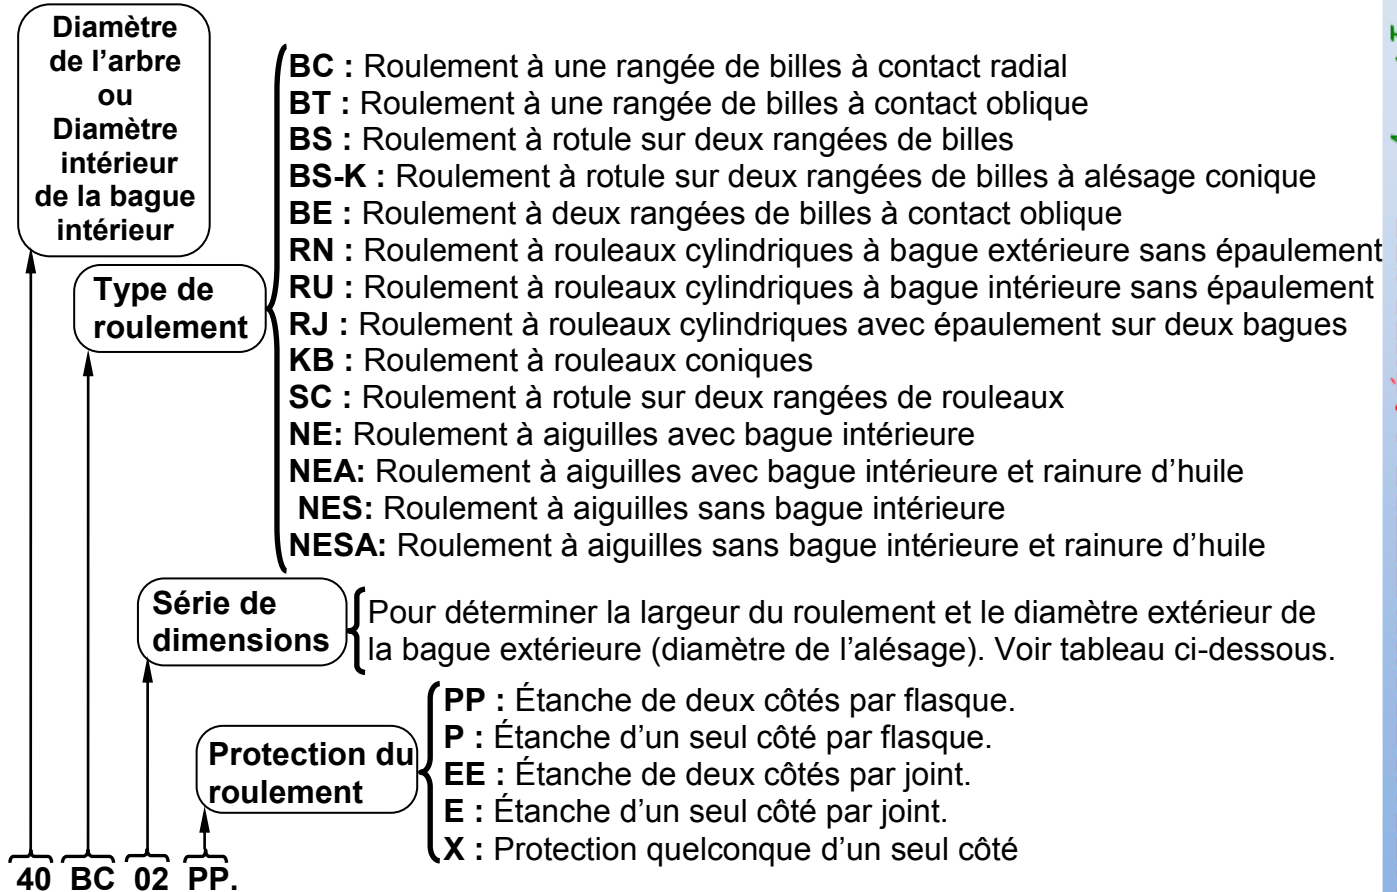 Diamètre
de l'arbre
ou
Diamètre
intérieur
de la bague
intérieur
Type de
roulement
BC : Roulement à une rangée de billes à contact radial
BT : Roulement à une rangée de billes à contact oblique
BS : Roulement à rotule sur deux rangées de billes
BS-K : Roulement à rotule sur deux rangées de billes à alésage conique
BE : Roulement à deux rangées de billes à contact oblique
RN : Roulement à rouleaux cylindriques à bague extérieure sans épaulement
RU : Roulement à rouleaux cylindriques à bague intérieure sans épaulement
RJ : Roulement à rouleaux cylindriques avec épaulement sur deux bagues
KB : Roulement à rouleaux coniques
SC : Roulement à rotule sur deux rangées de rouleaux
NE: Roulement à aiguilles avec bague intérieure
NEA: Roulement à aiguilles avec bague intérieure et rainure d'huile
NES: Roulement à aiguilles sans bague intérieure
NESA: Roulement à aiguilles sans bague intérieure et rainure d'huile
Série de
dimensions
Pour déterminer la largeur du roulement et le diamètre extérieur de
la bague extérieure (diamètre de l'alésage). Voir tableau ci-dessous.
Protection du
roulement
PP : Étanche de deux côtés par flasque.
P : Étanche d'un seul côté par flasque.
EE : Étanche de deux côtés par joint.
E : Étanche d'un seul côté par joint.
X : Protection quelconque d'un seul côté
40 BC 02 PP.